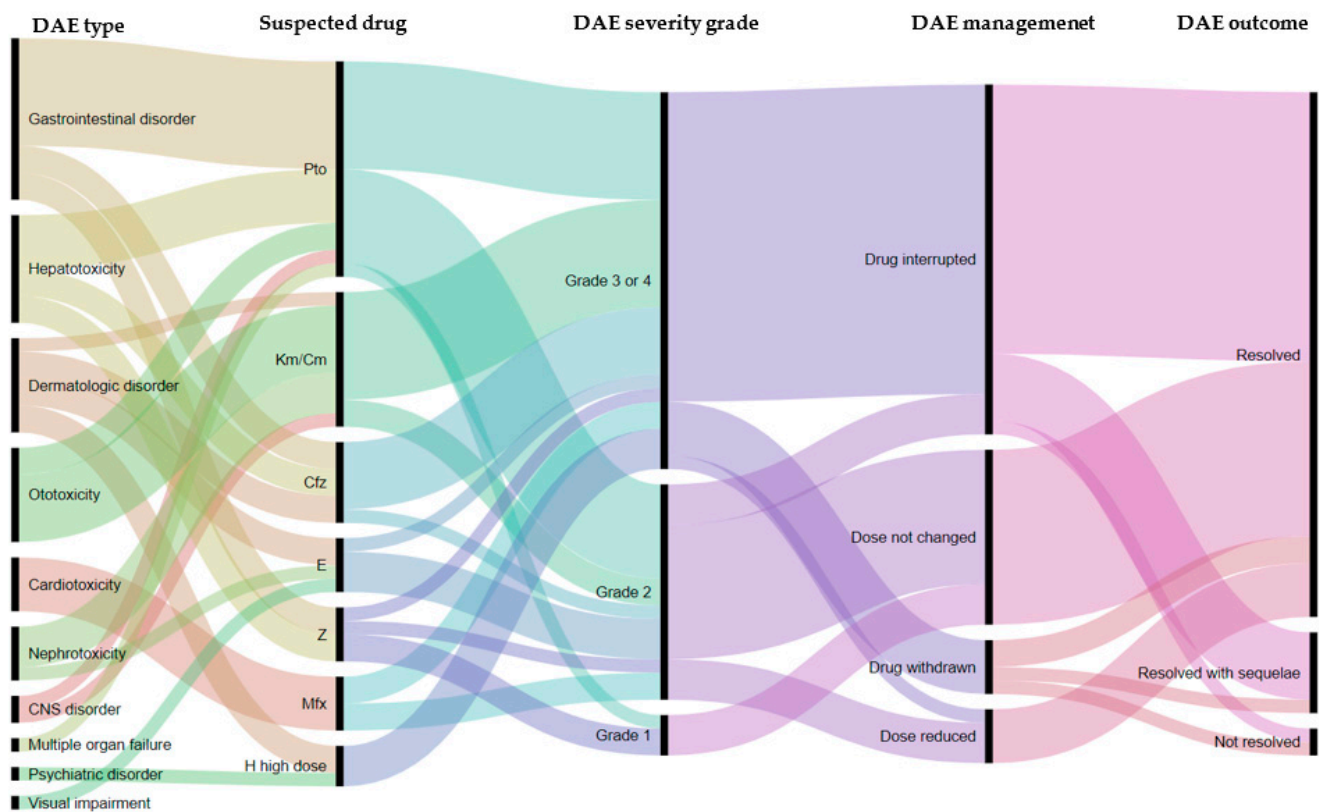 DAE type
Suspected drug
DAE severity grade
DAE managemenet
DAE outcome
Gastrointestinal disorder
Hepatotoxicity
Dermatologic disorder
Ototoxicity
Cardiotoxicity
Nephrotoxicity
CNS disorder
Multiple organ failure
Psychiatric disorder
Visual impairment
Pto
Km/Cm
Cfz
E
Z
Mfx
H high dose
Grade 3 or 4
Grade 2
Grade 1
Drug interrupted
Dose not changed
Drug withdrawn
Dose reduced
Resolved
Resolved with sequelae
Not resolved